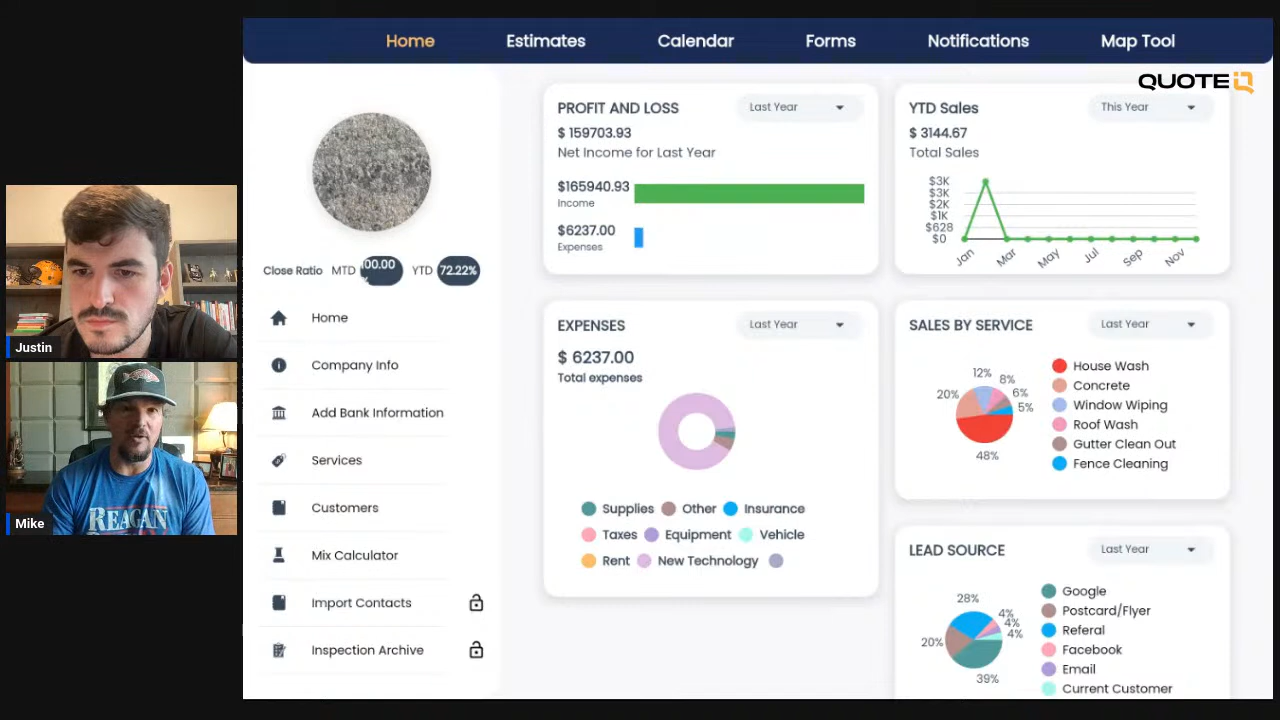 Home Estimates Calendar Forms Notifications Map Tool
QUOTE IQ
Close Ratio MTD 100.00 % YTD 72.22%
Home
Company Info
Add Bank Information
Services
Customers
Mix Calculator
Import Contacts
Inspection Archive
PROFIT AND LOSS Last Year
$ 159703.93
Net Income for Last Year
$165940.93
Income
$6237.00
Expenses
YTD Sales This Year
$ 3144.67
Total Sales
$3K
$3K
$2K
$1K
$628
$0
Jan Mar May Jul Sep Nov
EXPENSES Last Year
$ 6237.00
Total expenses
Supplies Other Insurance
Taxes Equipment Vehicle
Rent New Technology
SALES BY SERVICE Last Year
12%
8%
6%
5%
20%
48%
House Wash
Concrete
Window Wiping
Roof Wash
Gutter Clean Out
Fence Cleaning
LEAD SOURCE Last Year
28%
4%
4%
4%
20%
39%
Google
Postcard/Flyer
Referal
Facebook
Email
Current Customer
Justin
Mike
REAGAN